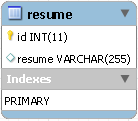 resume
id INT(11)
resume VARCHAR(255)
Indexes
PRIMARY